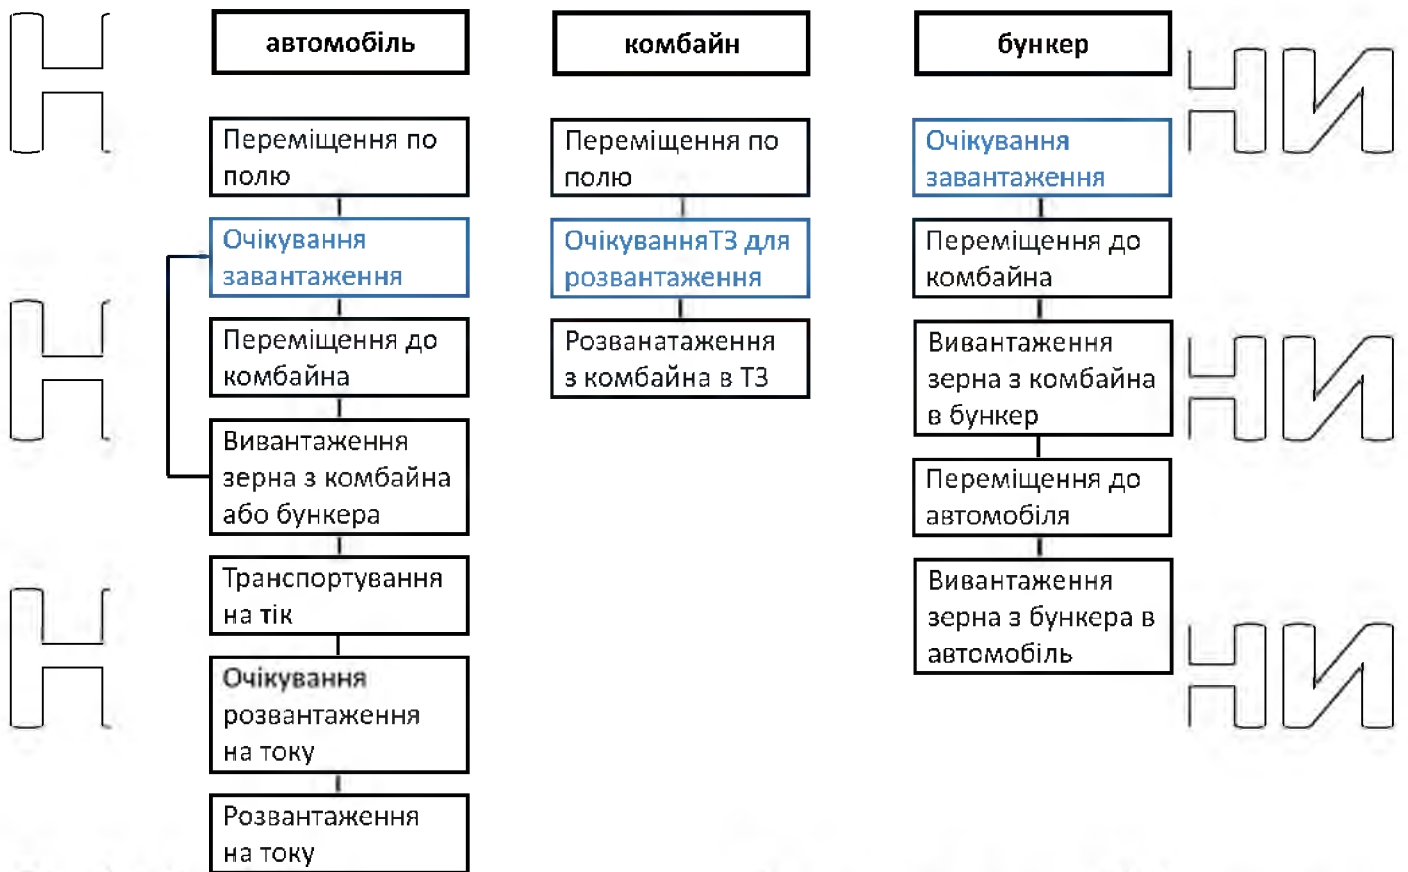 автомобіль
Переміщення по
полю
Очікування
завантаження
Переміщення до
комбайна
Вивантаження
зерна з комбайна
або бункера
Транспортування
на тік
Очікування
розвантаження
на току
Розвантаження
на току
комбайн
Переміщення по
полю
ОчікуванняТЗ для
розвантаження
Розванатаження
з комбайна в ТЗ
бункер
Очікування
завантаження
Переміщення до
комбайна
Вивантаження
зерна з комбайна
в бункер
Переміщення до
автомобіля
Вивантаження
зерна з бункера в
автомобіль
Н
Н
Н
НИ
НИ
НИ